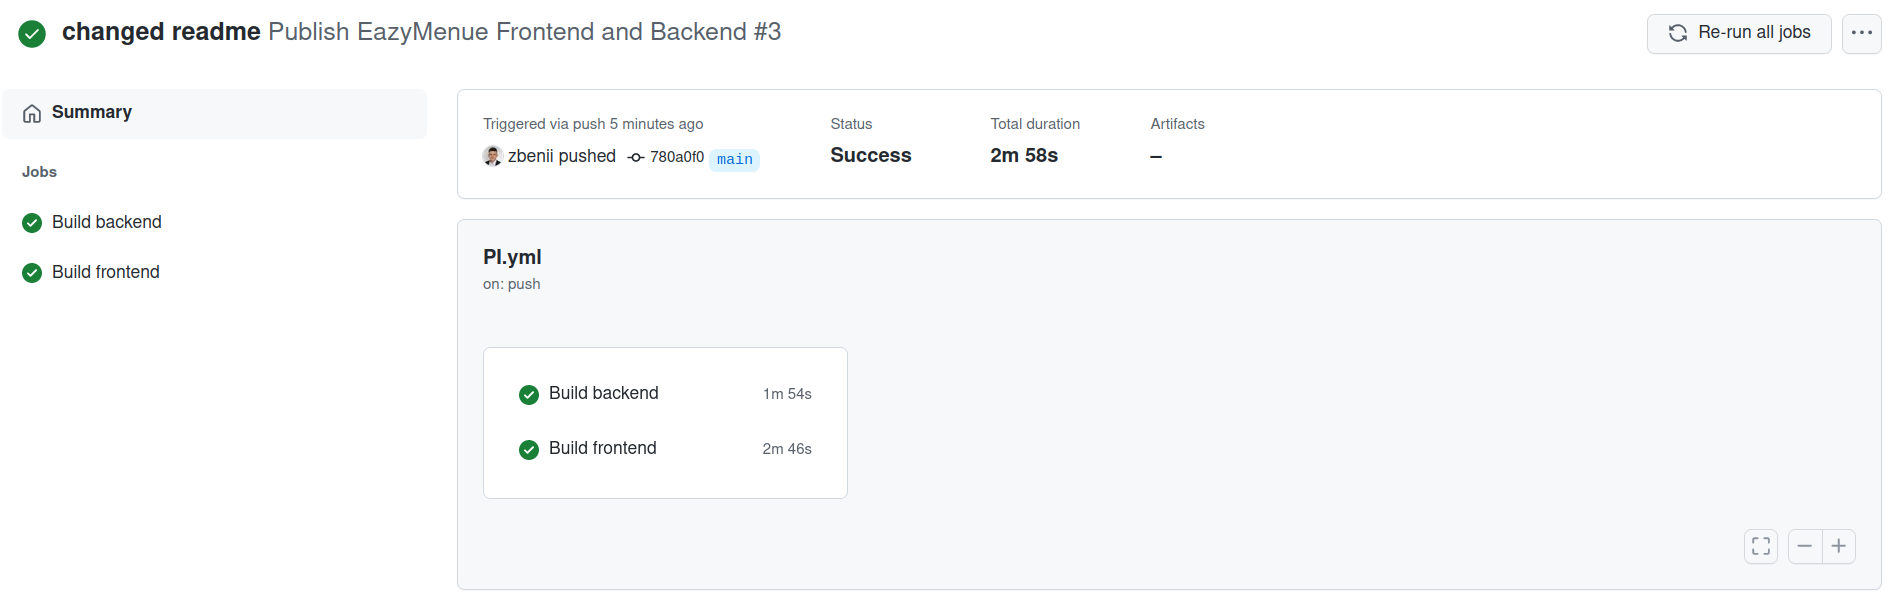 changed readme Publish EazyMenue Frontend and Backend #3
Re-run all jobs
Summary
Jobs
Build backend
Build frontend
Triggered via push 5 minutes ago
zbenii pushed 780a0f0 main
Status
Success
Total duration
2m 58s
Artifacts
–
PI.yml
on: push
Build backend 1m 54s
Build frontend 2m 46s